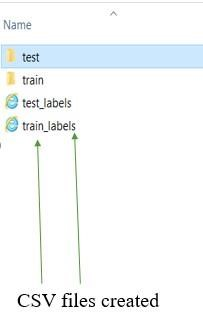 Name
test
train
test_labels
train_labels
CSV files created